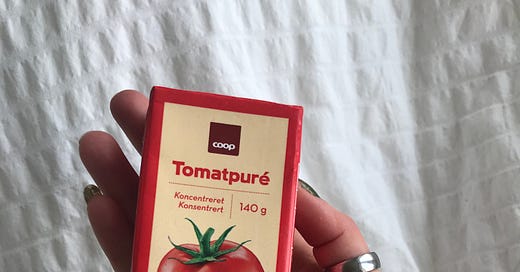 coop
Tomatpuré
Koncentreret
Konsentrert
140 g